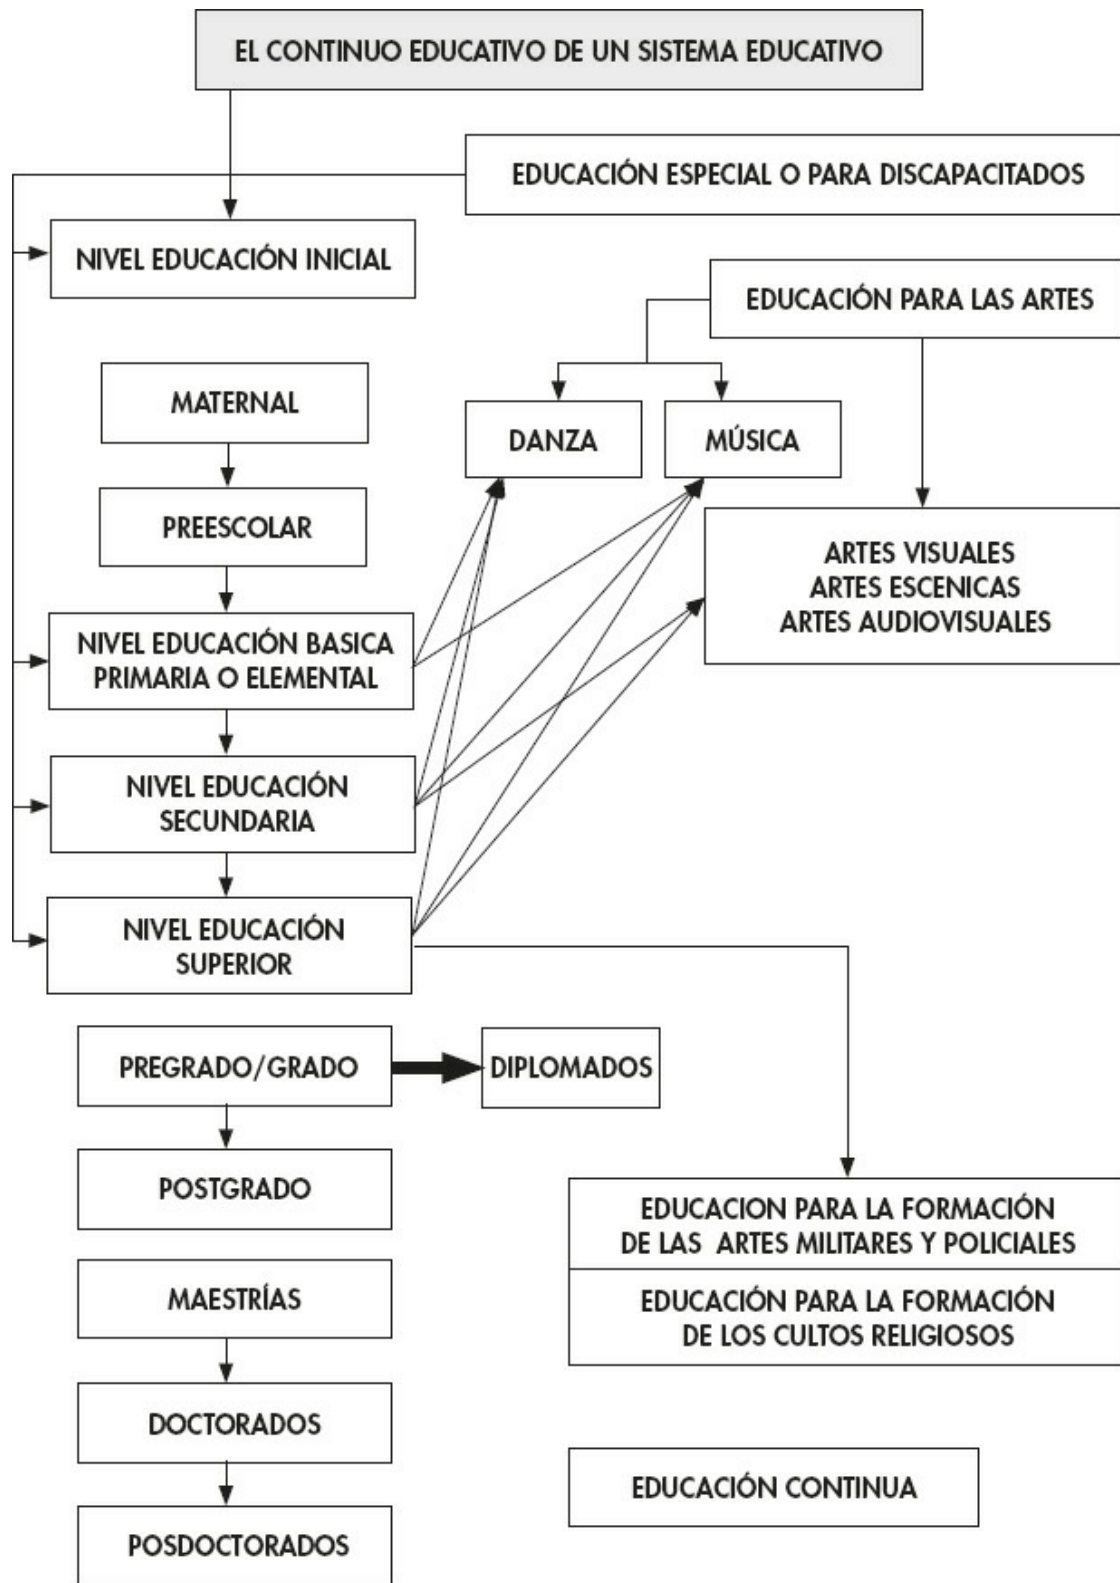 EL CONTINUO EDUCATIVO DE UN SISTEMA EDUCATIVO
EDUCACIÓN ESPECIAL O PARA DISCAPACITADOS
NIVEL EDUCACIÓN INICIAL
EDUCACIÓN PARA LAS ARTES
MATERNAL
DANZA
MÚSICA
PREESCOLAR
ARTES VISUALES
ARTES ESCENICAS
ARTES AUDIOVISUALES
NIVEL EDUCACIÓN BASICA
PRIMARIA O ELEMENTAL
NIVEL EDUCACIÓN
SECUNDARIA
NIVEL EDUCACIÓN
SUPERIOR
PREGRADO/GRADO
DIPLOMADOS
POSTGRADO
EDUCACION PARA LA FORMACIÓN
DE LAS ARTES MILITARES Y POLICIALES
MAESTRÍAS
EDUCACIÓN PARA LA FORMACIÓN
DE LOS CULTOS RELIGIOSOS
DOCTORADOS
EDUCACIÓN CONTINUA
POSDOCTORADOS